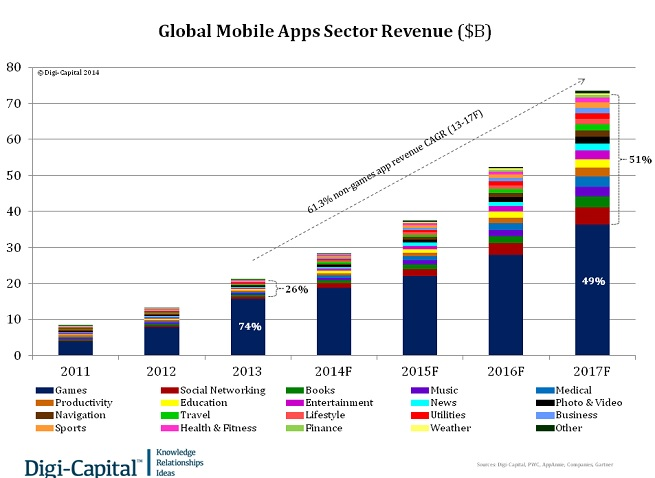 Global Mobile Apps Sector Revenue ($B)
© Digi-Capital 2014
80
70
60
50
40
30
20
10
0
61.3% non-games app revenue CAGR (13-17F)
51%
26%
74%
49%
2011 2012 2013 2014F 2015F 2016F 2017F
Games Social Networking Books Music Medical
Productivity Education Entertainment News Photo & Video
Navigation Travel Lifestyle Utilities Business
Sports Health & Fitness Finance Weather Other
Digi-Capital™
Knowledge
Relationships
Ideas
Sources: Digi Capital, PWC, AppAnnie, Companies, Gartner